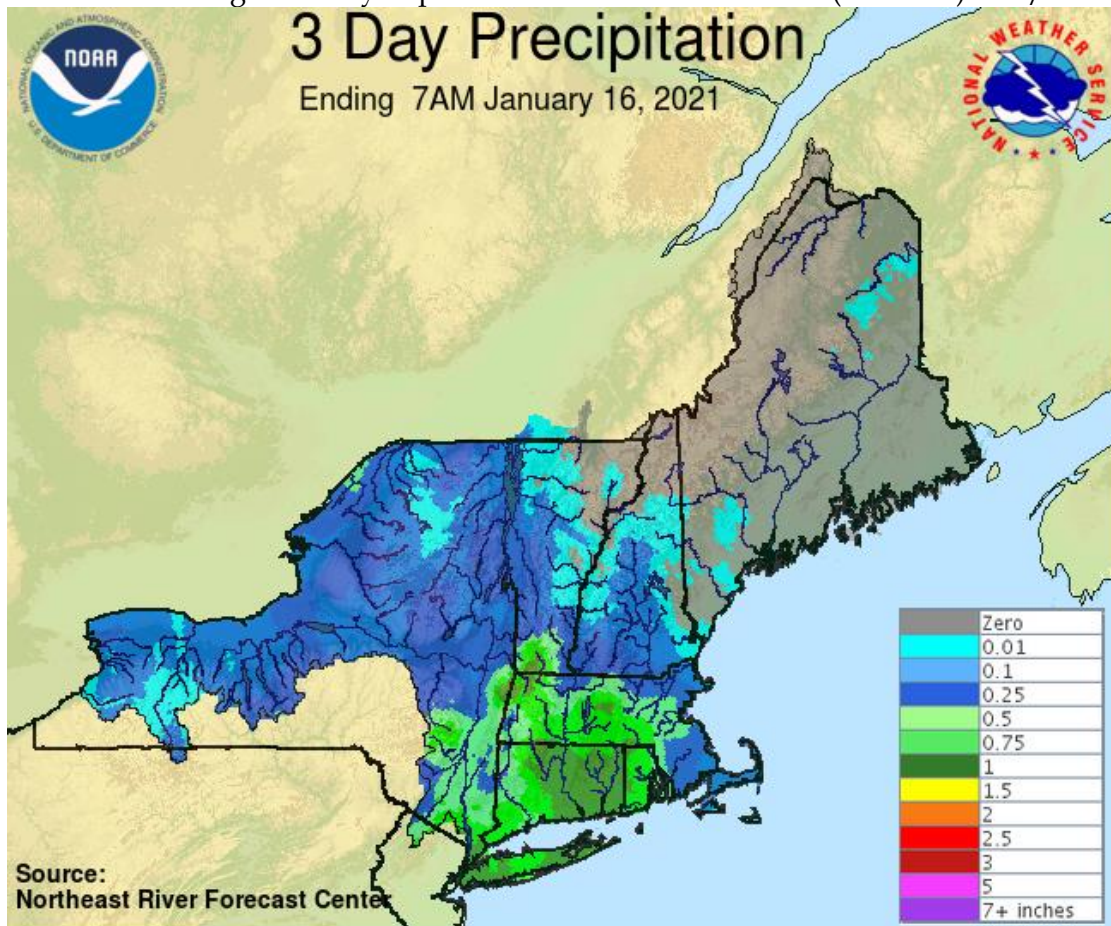 3 Day Precipitation
Ending 7AM January 16, 2021
NOAA
NATIONAL OCEANIC AND ATMOSPHERIC ADMINISTRATION
U.S. DEPARTMENT OF COMMERCE
NATIONAL WEATHER SERVICE
Zero
0.01
0.1
0.25
0.5
0.75
1
1.5
2
2.5
3
5
7+ inches
Source:
Northeast River Forecast Center